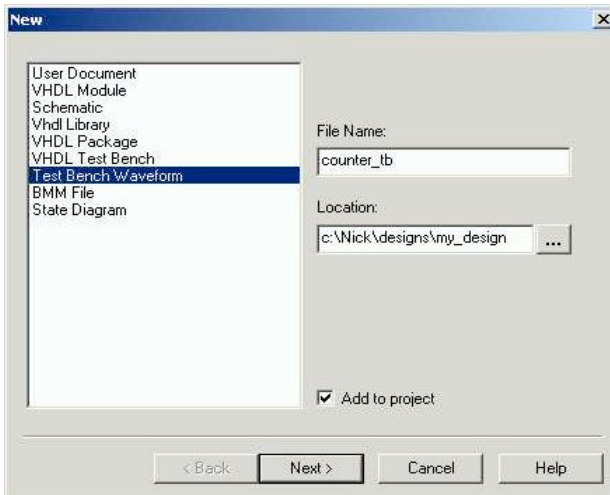 New
User Document
VHDL Module
Schematic
Vhdl Library
VHDL Package
VHDL Test Bench
Test Bench Waveform
BMM File
State Diagram
File Name:
counter_tb
Location:
c:\Nick\designs\my_design
...
Add to project
< Back
Next >
Cancel
Help